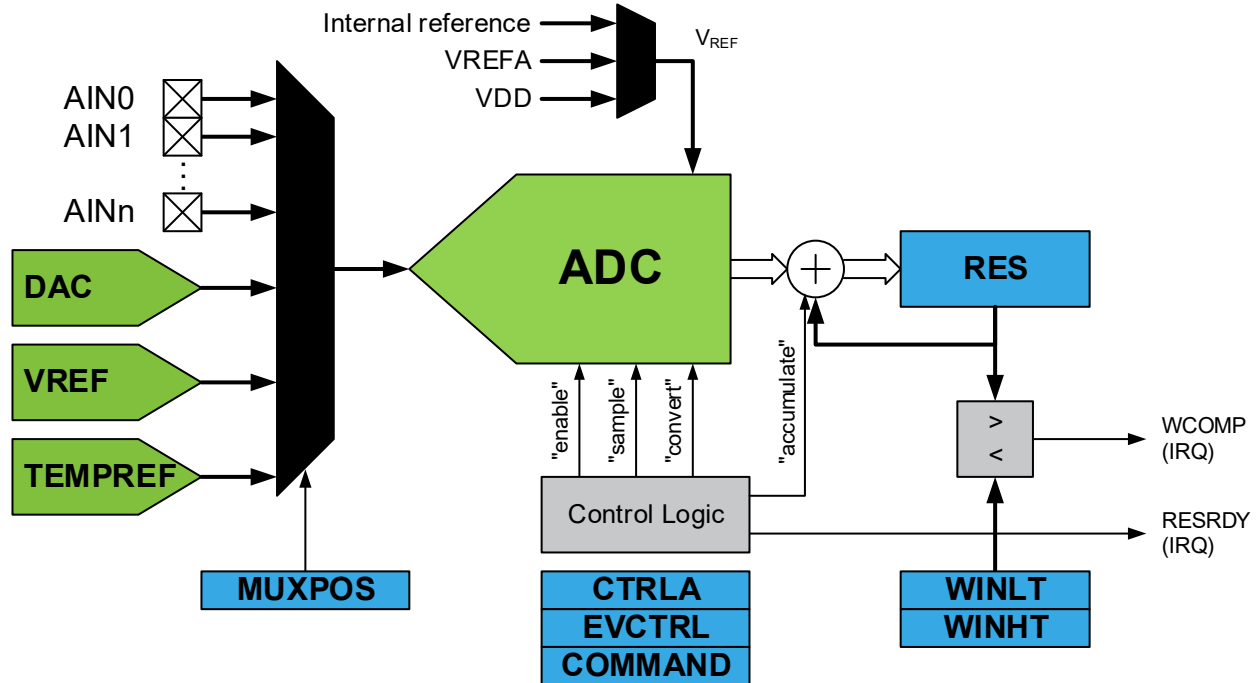 Internal reference
VREFA
VDD
VREF
AIN0
AIN1
AINn
DAC
VREF
TEMPREF
MUXPOS
ADC
"enable"
"sample"
"convert"
"accumulate"
Control Logic
CTRLA
EVCTRL
COMMAND
+
RES
>
<
WCOMP
(IRQ)
RESRDY
(IRQ)
WINLT
WINHT